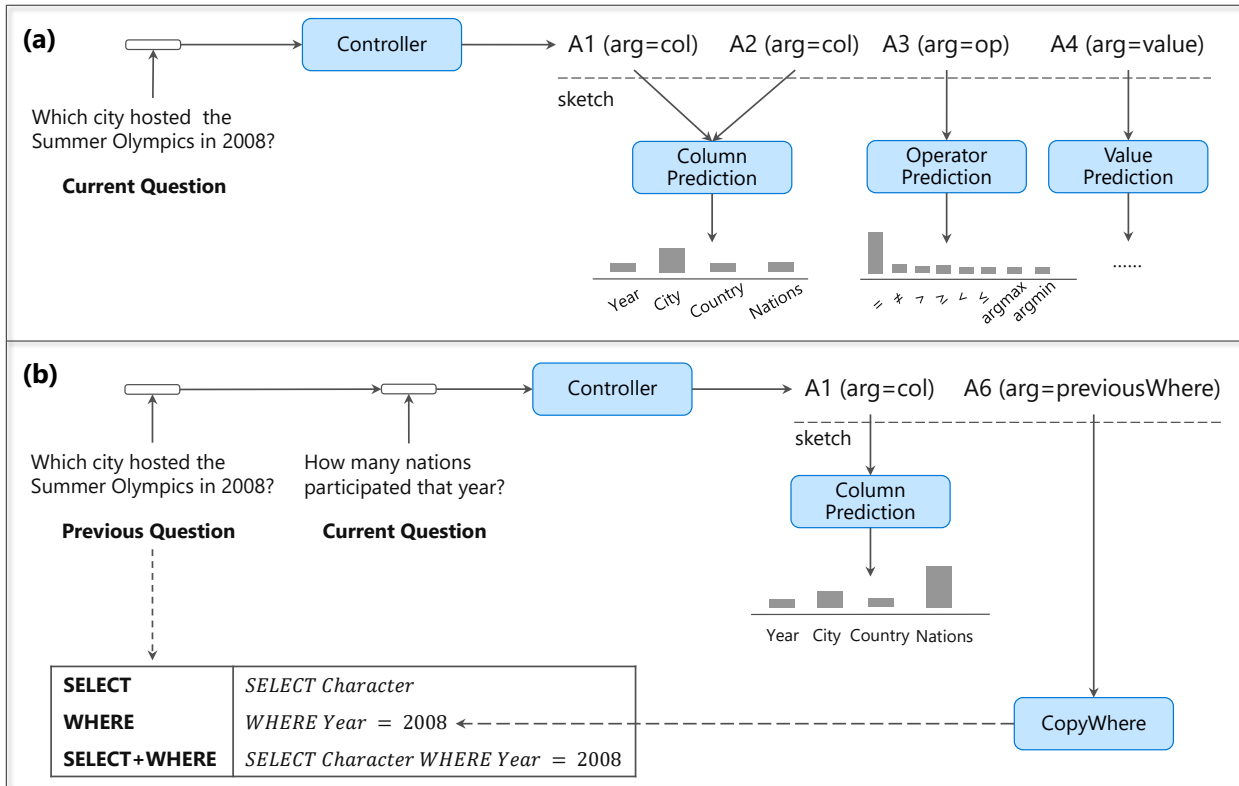 (a)
Controller
A1 (arg=col) A2 (arg=col) A3 (arg=op) A4 (arg=value)
sketch
Which city hosted the
Summer Olympics in 2008?
Current Question
Column
Prediction
Operator
Prediction
Value
Prediction
Year City Country Nations
= ≠ > ≥ < ≤ argmax argmin
......
(b)
Controller
A1 (arg=col) A6 (arg=previousWhere)
sketch
Which city hosted the
Summer Olympics in 2008?
Previous Question
How many nations
participated that year?
Current Question
Column
Prediction
Year City Country Nations
SELECT SELECT Character
WHERE WHERE Year = 2008
SELECT+WHERE SELECT Character WHERE Year = 2008
CopyWhere